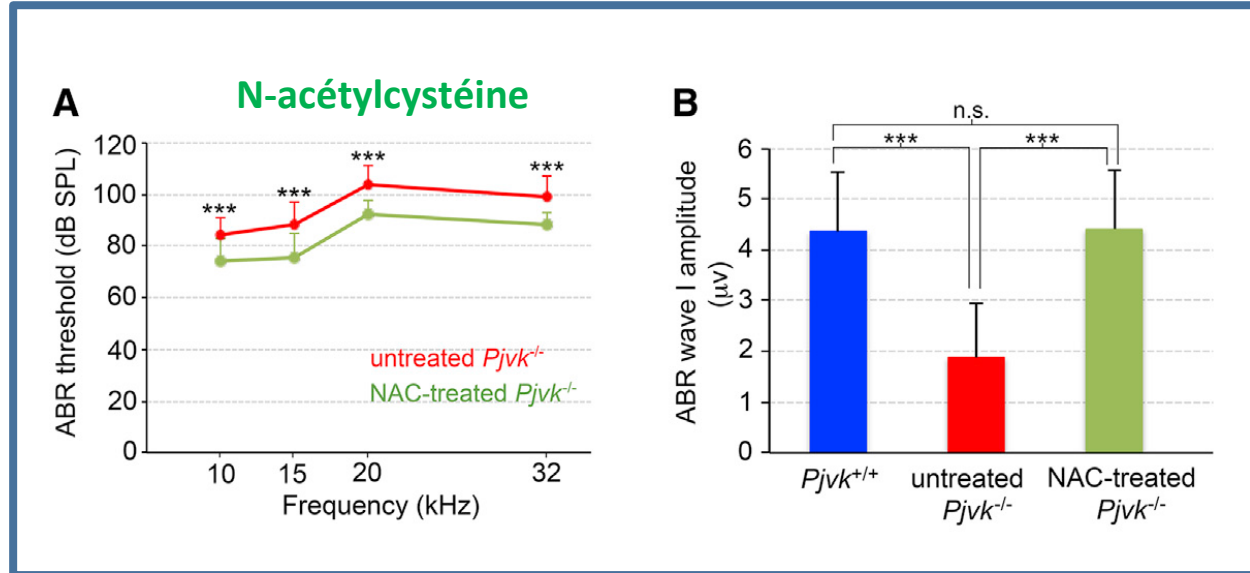 N-acétylcystéine
A
ABR threshold (dB SPL)
120
100
80
60
40
20
0
***
***
***
***
untreated Pjvk-/-
NAC-treated Pjvk-/-
10 15 20 32
Frequency (kHz)
B
n.s.
***
***
ABR wave I amplitude
(μv)
6
5
4
3
2
1
0
Pjvk+/+
untreated
Pjvk-/-
NAC-treated
Pjvk-/-